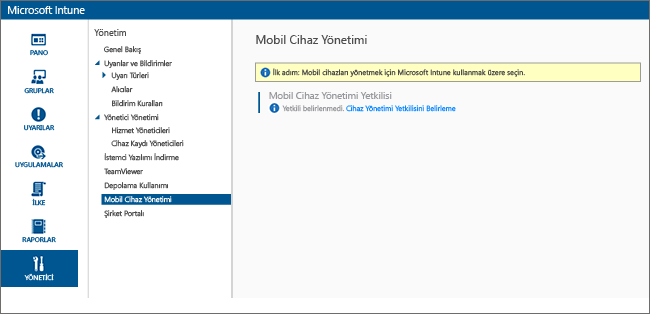 Microsoft Intune
PANO
GRUPLAR
UYARILAR
UYGULAMALAR
İLKE
RAPORLAR
YÖNETİCİ
Yönetim
Genel Bakış
Uyarılar ve Bildirimler
Uyarı Türleri
Alıcılar
Bildirim Kuralları
Yönetici Yönetimi
Hizmet Yöneticileri
Cihaz Kaydı Yöneticileri
İstemci Yazılımı İndirme
TeamViewer
Depolama Kullanımı
Mobil Cihaz Yönetimi
Şirket Portalı
Mobil Cihaz Yönetimi
İlk adım: Mobil cihazları yönetmek için Microsoft Intune kullanmak üzere seçin.
Mobil Cihaz Yönetimi Yetkilisi
Yetkili belirlenmedi. Cihaz Yönetimi Yetkilisini Belirleme